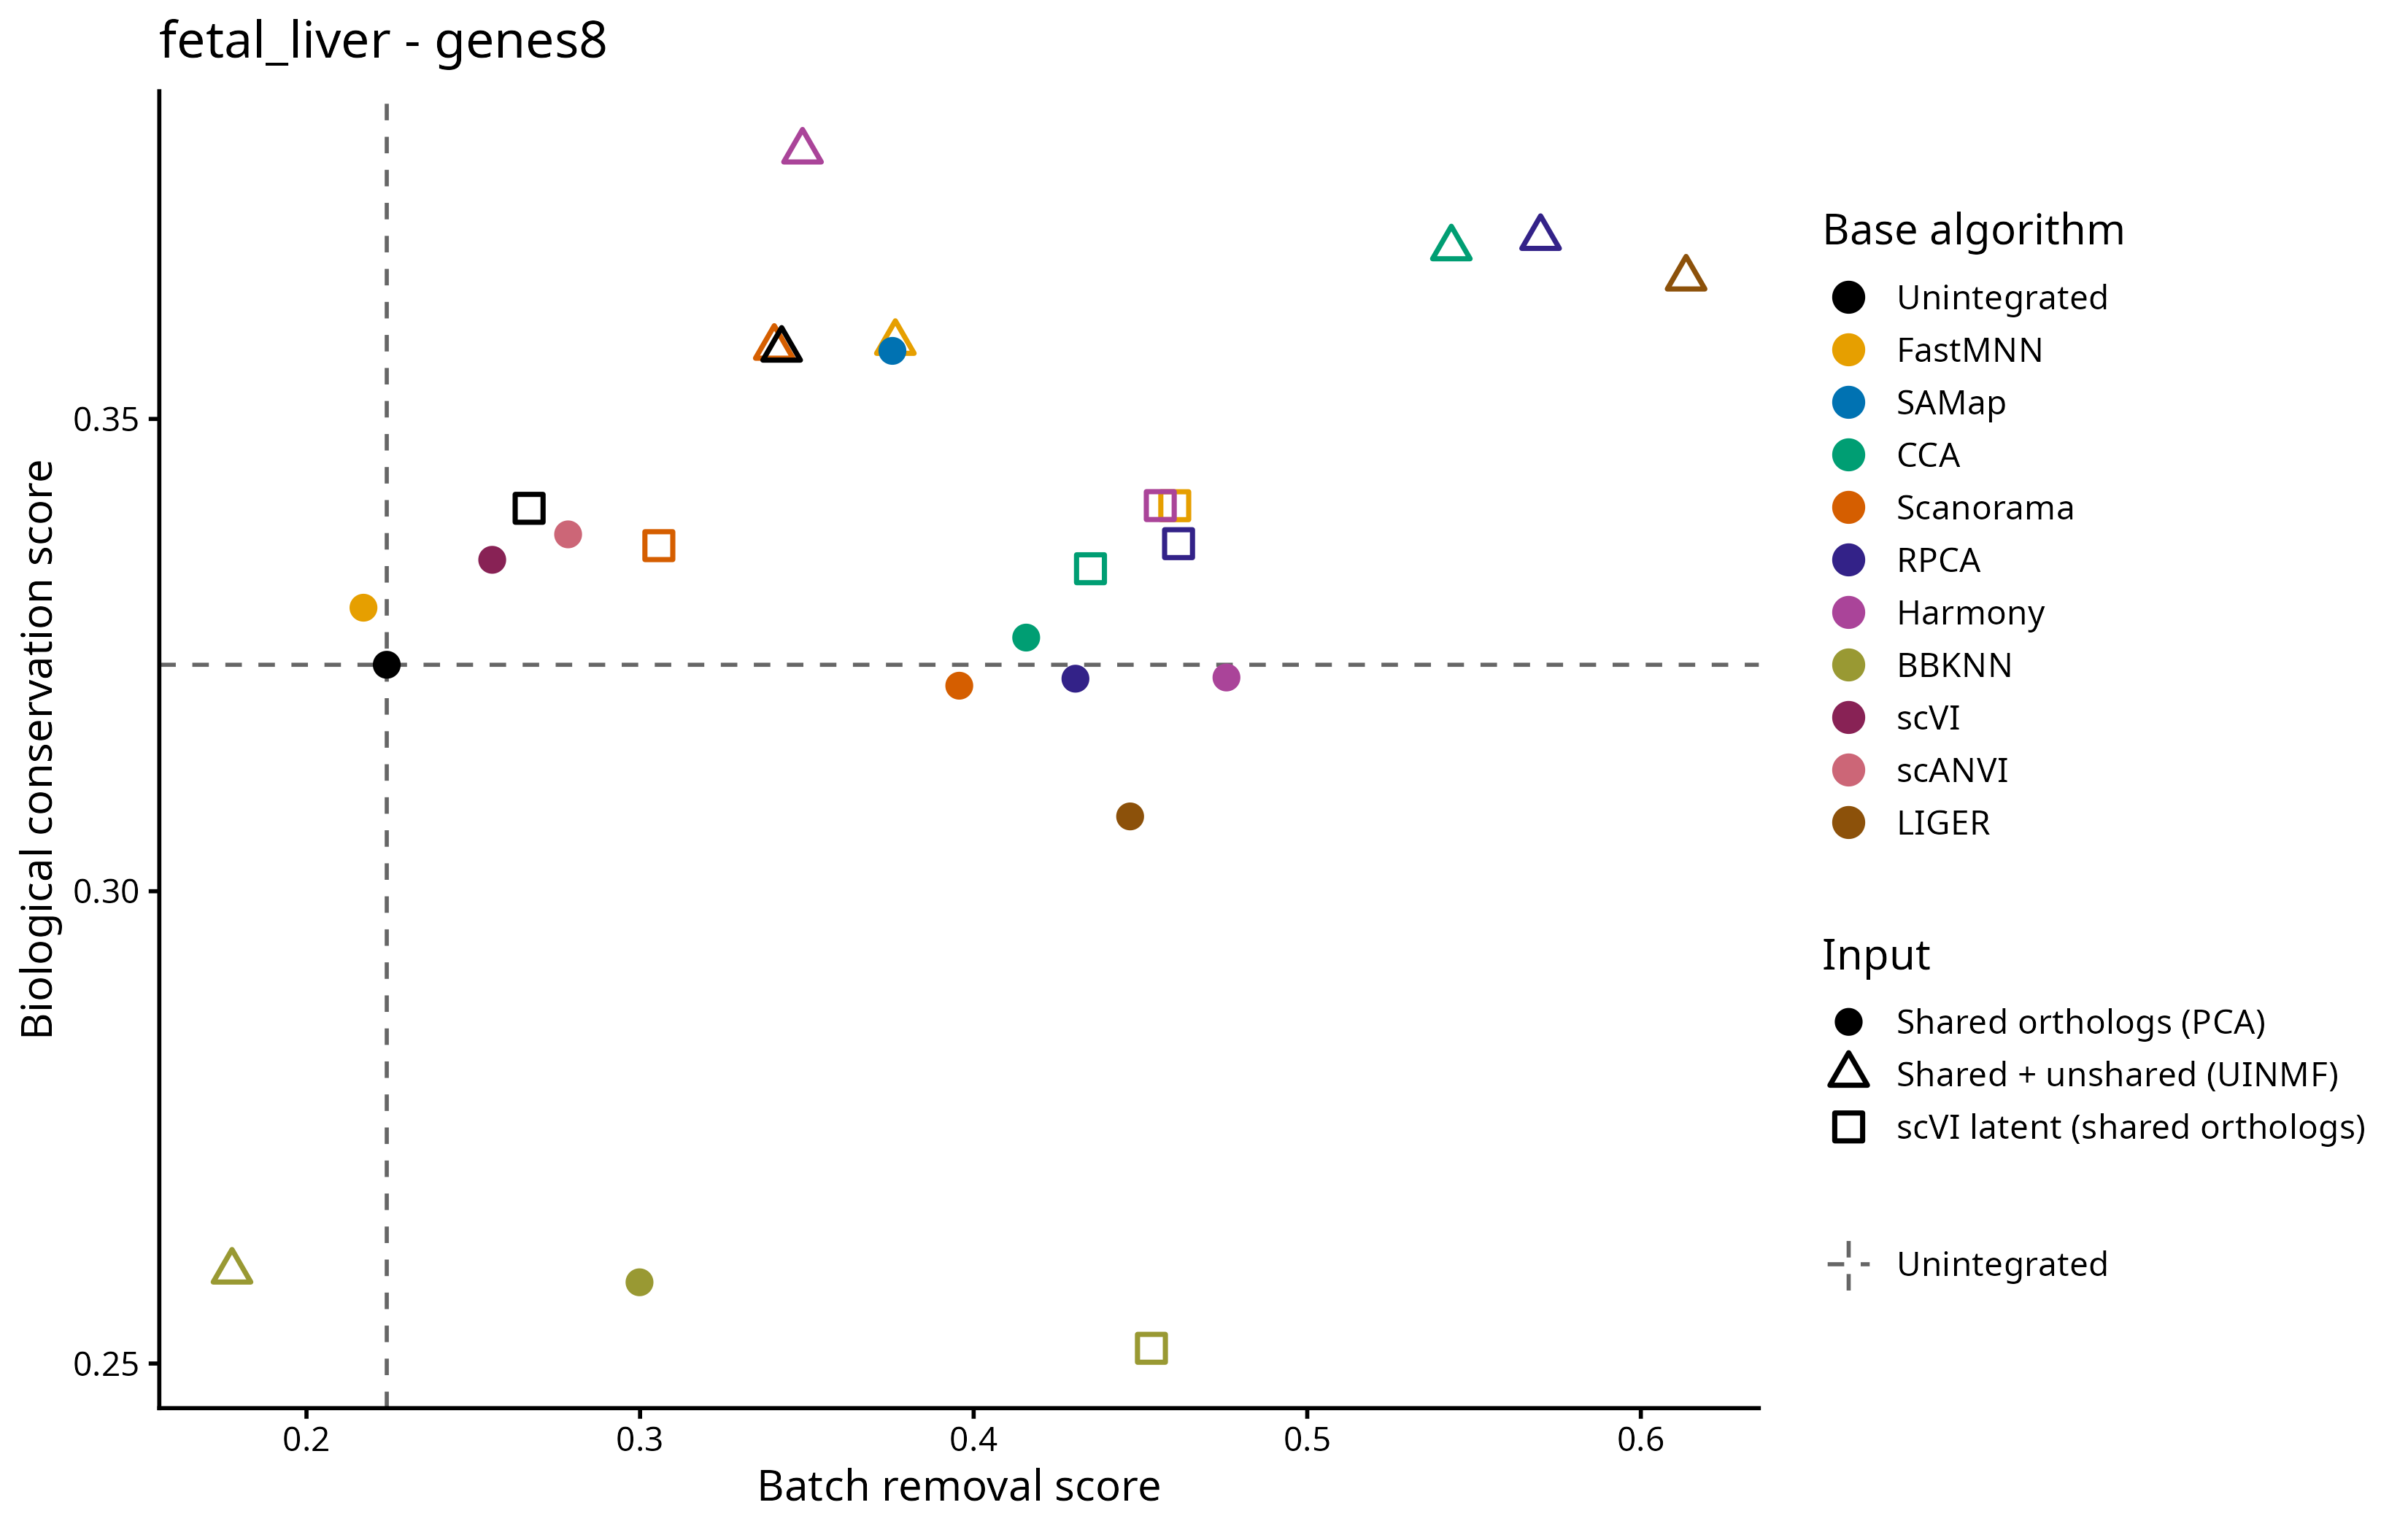 fetal_liver - genes8
Biological conservation score
0.35
0.30
0.25
0.2
0.3
0.4
0.5
0.6
Batch removal score
Base algorithm
Unintegrated
FastMNN
SAMap
CCA
Scanorama
RPCA
Harmony
BBKNN
scVI
scANVI
LIGER
Input
Shared orthologs (PCA)
Shared + unshared (UINMF)
scVI latent (shared orthologs)
Unintegrated